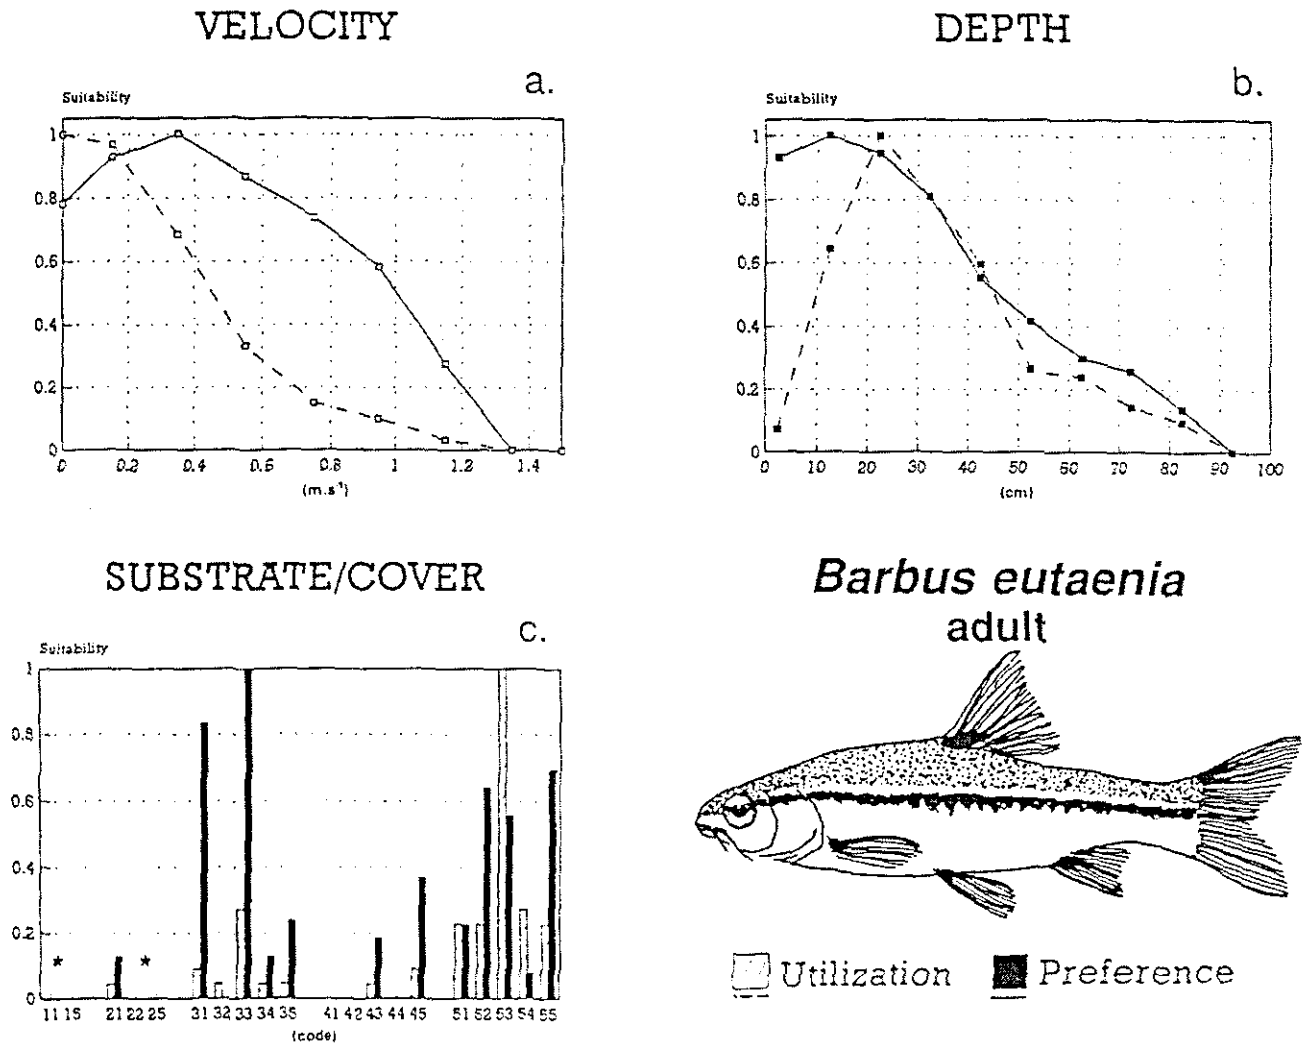 VELOCITY
a.
Suitability
1
0.8
0.6
0.4
0.2
0
0 0.2 0.4 0.6 0.8 1 1.2 1.4
(m.s⁻¹)
DEPTH
b.
Suitability
1
0.8
0.6
0.4
0.2
0
0 10 20 30 40 50 60 70 80 90 100
(cm)
SUBSTRATE/COVER
c.
Suitability
1
0.8
0.6
0.4
0.2
0
* *
11 15 21 22 25 31 32 33 34 35 41 42 43 44 45 51 52 53 54 55
(code)
Barbus eutaenia
adult
Utilization Preference